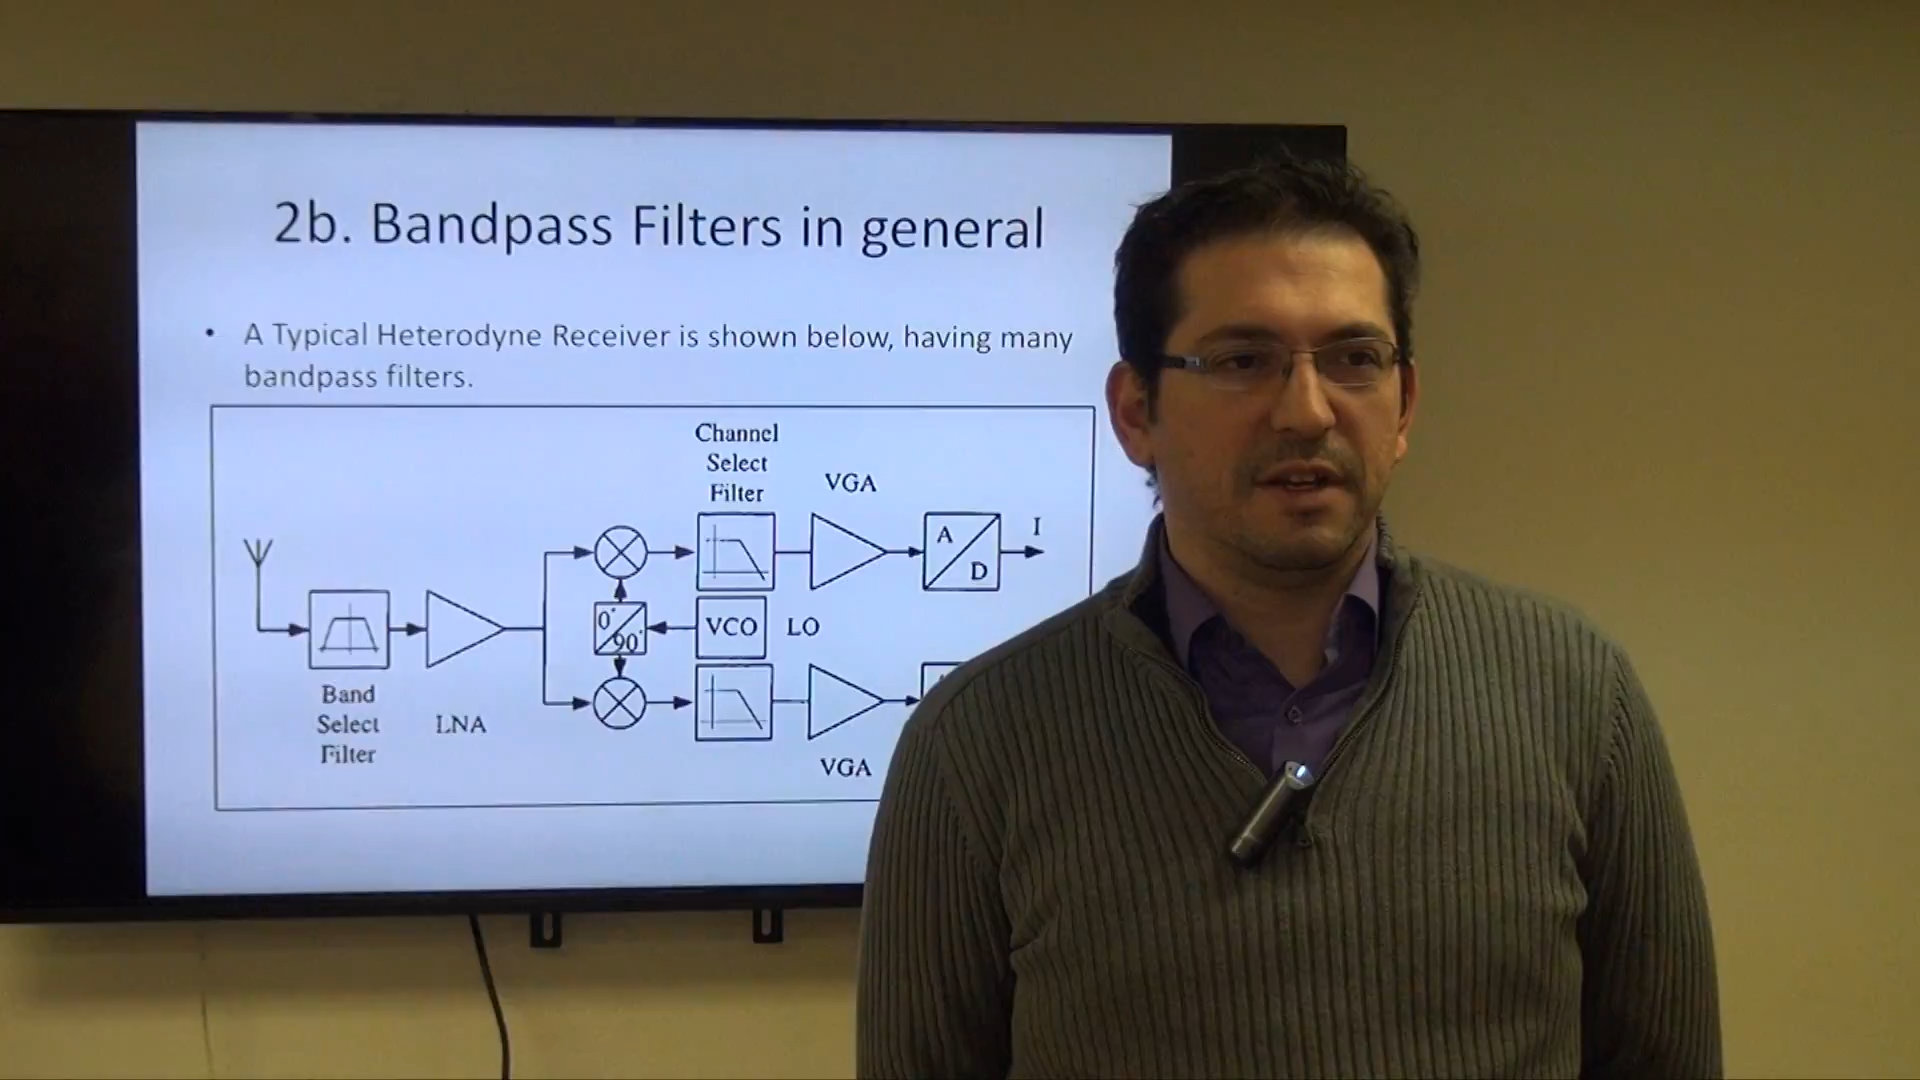 2b. Bandpass Filters in general
• A Typical Heterodyne Receiver is shown below, having many
bandpass filters.
Channel
Select
Filter
VGA
A
D
I
0°
90°
VCO
LO
Band
Select
Filter
LNA
VGA